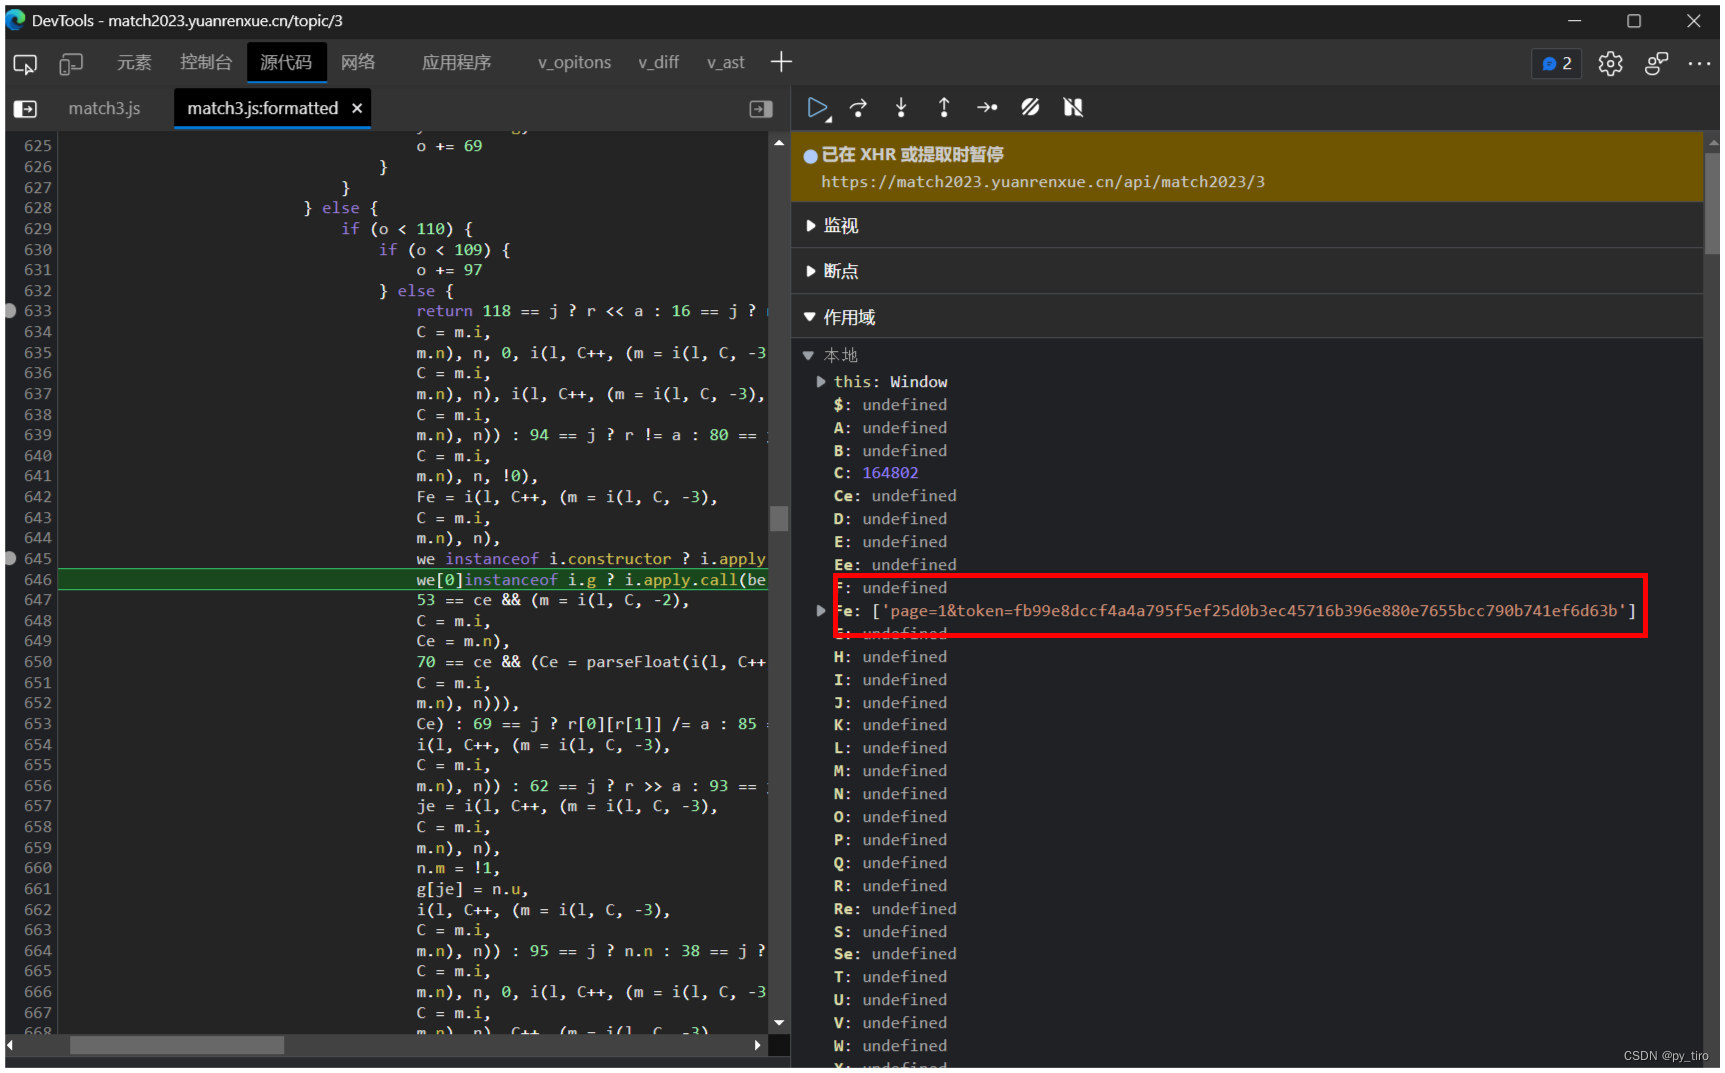 DevTools - match2023.yuanrenxue.cn/topic/3
元素 控制台 源代码 网络 应用程序 v_opitons v_diff v_ast
2
match3.js match3.js:formatted ×
625 o += 69
626 }
627 }
628 } else {
629 if (o < 110) {
630 if (o < 109) {
631 o += 97
632 } else {
633 return 118 == j ? r << a : 16 == j ?
634 C = m.i,
635 m.n), n, 0, i(l, C++, (m = i(l, C, -3
636 C = m.i,
637 m.n), n), i(l, C++, (m = i(l, C, -3),
638 C = m.i,
639 m.n), n)) : 94 == j ? r != a : 80 ==
640 C = m.i,
641 m.n), n, !0),
642 Fe = i(l, C++, (m = i(l, C, -3),
643 C = m.i,
644 m.n), n),
645 we instanceof i.constructor ? i.apply
646 we[0]instanceof i.g ? i.apply.call(be
647 53 == ce && (m = i(l, C, -2),
648 C = m.i,
649 Ce = m.n),
650 70 == ce && (Ce = parseFloat(i(l, C++
651 C = m.i,
652 m.n), n))),
653 Ce) : 69 == j ? r[0][r[1]] /= a : 85
654 i(l, C++, (m = i(l, C, -3),
655 C = m.i,
656 m.n), n)) : 62 == j ? r >> a : 93 ==
657 je = i(l, C++, (m = i(l, C, -3),
658 C = m.i,
659 m.n), n),
660 n.m = !1,
661 g[je] = n.u,
662 i(l, C++, (m = i(l, C, -3),
663 C = m.i,
664 m.n), n)) : 95 == j ? n.n : 38 == j ?
665 C = m.i,
666 m.n), n, 0, i(l, C++, (m = i(l, C, -3
667 C = m.i,
668 m.n), n), C++, (m = i(l, C, -3)
已在 XHR 或提取时暂停
https://match2023.yuanrenxue.cn/api/match2023/3
监视
断点
作用域
本地
this: Window
$: undefined
A: undefined
B: undefined
C: 164802
Ce: undefined
D: undefined
E: undefined
Ee: undefined
F: undefined
Fe: ['page=1&token=fb99e8dccf4a4a795f5ef25d0b3ec45716b396e880e7655bcc790b741ef6d63b']
G: undefined
H: undefined
I: undefined
J: undefined
K: undefined
L: undefined
M: undefined
N: undefined
O: undefined
P: undefined
Q: undefined
R: undefined
Re: undefined
S: undefined
Se: undefined
T: undefined
U: undefined
V: undefined
W: undefined
X: undefined
CSDN @py_tiro